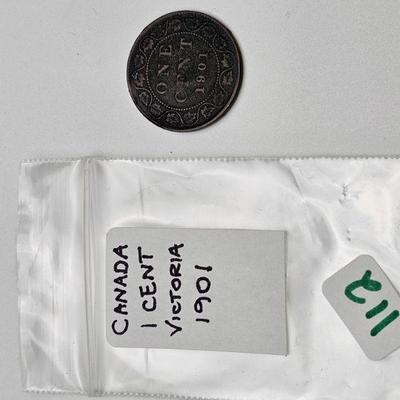 ONE
CENT
1901
CANADA
1 CENT
VICTORIA
1901
112